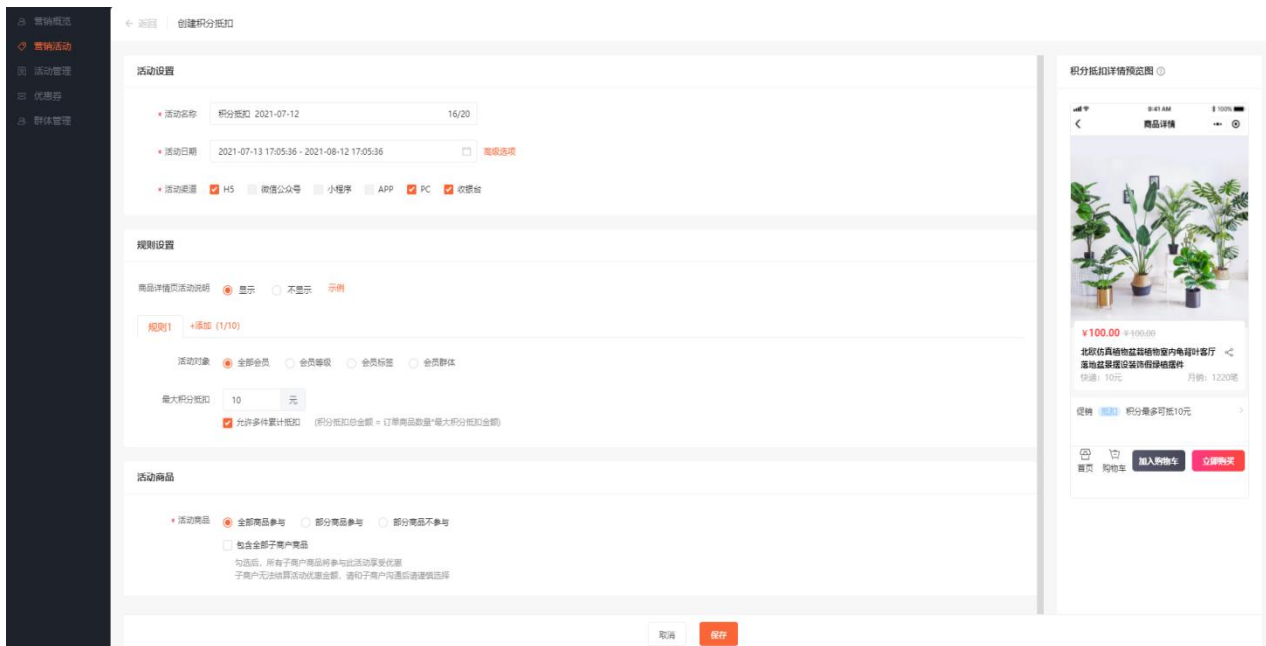 营销概览
营销活动
活动管理
优惠券
群体管理
返回 创建积分抵扣
活动设置
* 活动名称 积分抵扣 2021-07-12 16/20
* 活动日期 2021-07-13 17:05:36 - 2021-08-12 17:05:36 高级选项
* 活动渠道 H5 微信公众号 小程序 APP PC 收银台
规则设置
商品详情页活动说明 显示 不显示 示例
规则1 +添加 (1/10)
活动对象 全部会员 会员等级 会员标签 会员群体
最大积分抵扣 10 元
允许多件累计抵扣 (积分抵扣总金额 = 订单商品数量*最大积分抵扣金额)
活动商品
* 活动商品 全部商品参与 部分商品参与 部分商品不参与
包含全部子商户商品
勾选后，所有子商户商品将参与此活动享受优惠
子商户无法结算活动优惠金额，请和子商户沟通后请谨慎选择
取消 保存
积分抵扣详情预览图
9:41 AM 100%
商品详情
¥100.00 ¥100.00
北欧仿真植物盆栽植物室内龟背叶客厅
落地盆景摆设装饰假绿植摆件
快递：10元 月销：1220笔
促销 抵扣 积分最多可抵10元
首页 购物车 加入购物车 立即购买